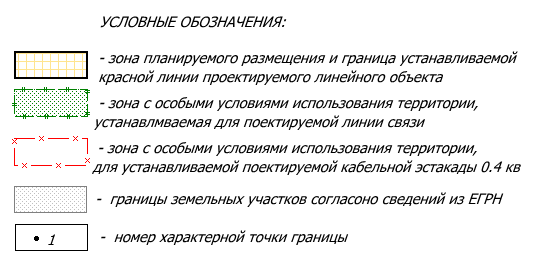 УСЛОВНЫЕ ОБОЗНАЧЕНИЯ:
- зона планируемого размещения и граница устанавливаемой
красной линии проектируемого линейного объекта
- зона с особыми условиями использования территории,
устанавлмваемая для поектируемой линии связи
- зона с особыми условиями использования территории,
для устанавливаемой поектируемой кабельной эстакады 0.4 кв
- границы земельных участков согласоно сведений из ЕГРН
1 - номер характерной точки границы